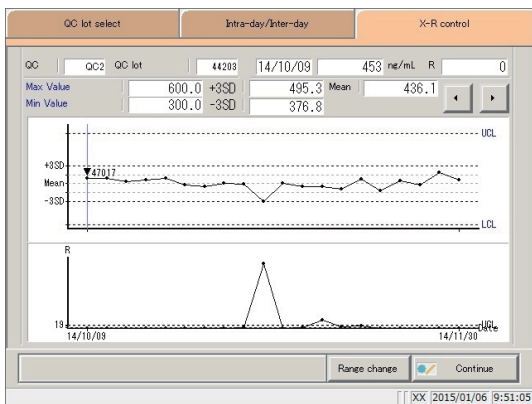 QC lot select Intra-day/Inter-day X-R control
QC QC2 QC lot 44203 14/10/09 453 ng/mL R 0
Max Value 600.0 +3SD 495.3 Mean 436.1
Min Value 300.0 -3SD 376.8
UCL
+3SD
47017
Mean
-3SD
LCL
R
19 UCL
Date
14/10/09 14/11/30
Range change Continue
XX 2015/01/06 9:51:05